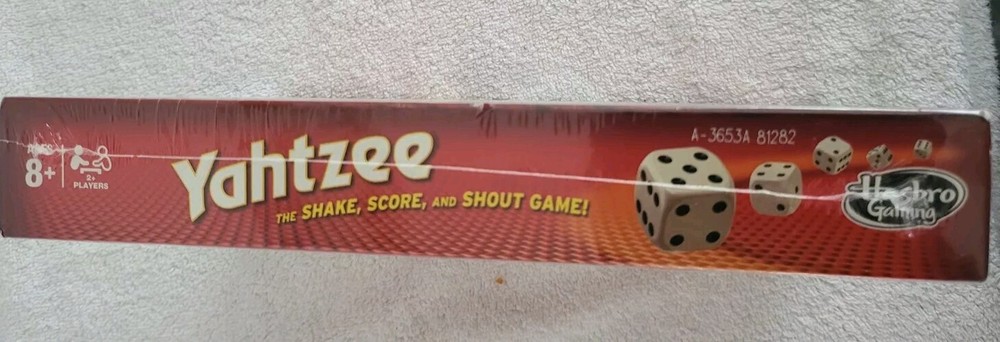 AGES
8+
2+
PLAYERS
Yahtzee
THE SHAKE, SCORE, AND SHOUT GAME!
A-3653A 81282
Hasbro
Gaming